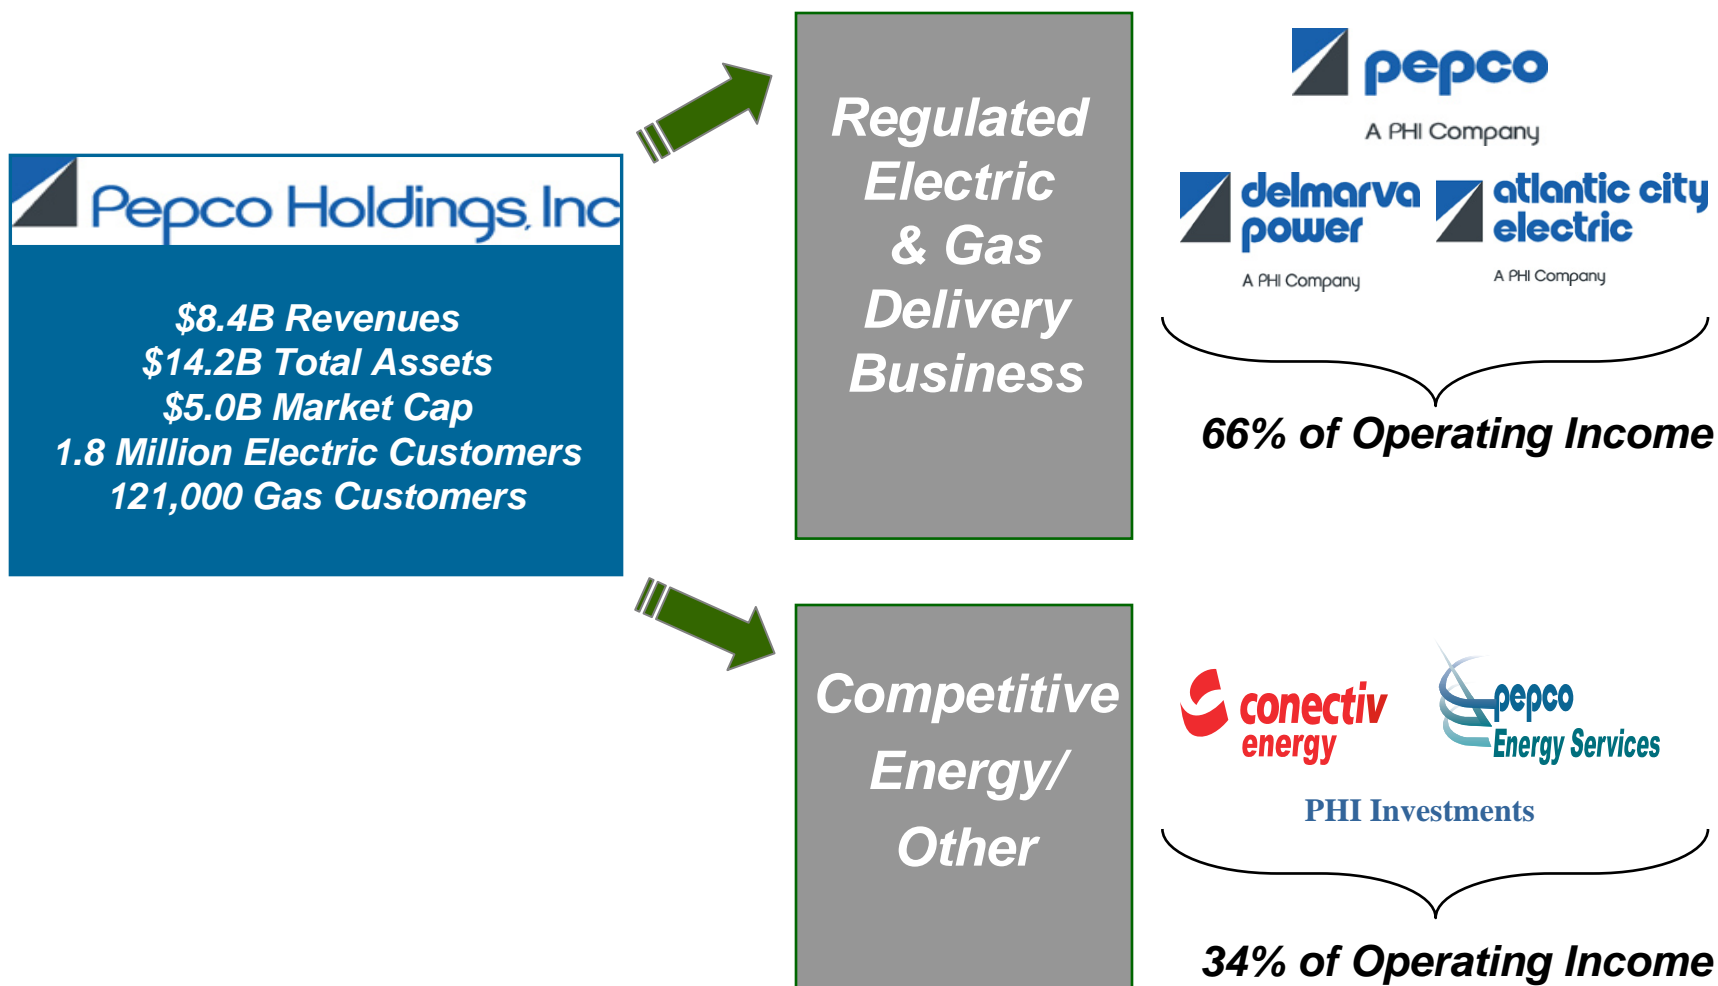 Pepco Holdings, Inc
$8.4B Revenues
$14.2B Total Assets
$5.0B Market Cap
1.8 Million Electric Customers
121,000 Gas Customers
Regulated
Electric
& Gas
Delivery
Business
pepco
A PHI Company
delmarva
power
A PHI Company
atlantic city
electric
A PHI Company
66% of Operating Income
Competitive
Energy/
Other
conectiv
energy
pepco
Energy Services
PHI Investments
34% of Operating Income